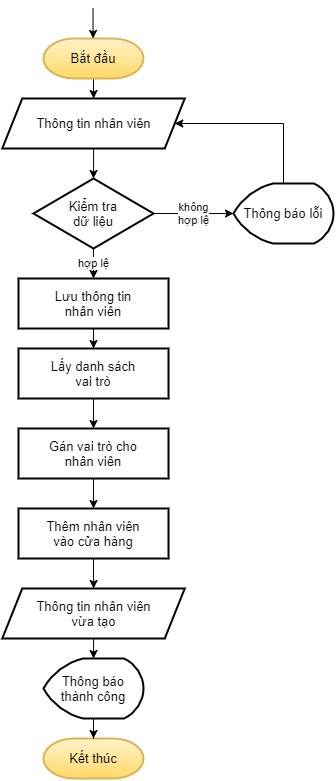 Bắt đầu
Thông tin nhân viên
Kiểm tra
dữ liệu
không
hợp lệ
Thông báo lỗi
hợp lệ
Lưu thông tin
nhân viên
Lấy danh sách
vai trò
Gán vai trò cho
nhân viên
Thêm nhân viên
vào cửa hàng
Thông tin nhân viên
vừa tạo
Thông báo
thành công
Kết thúc